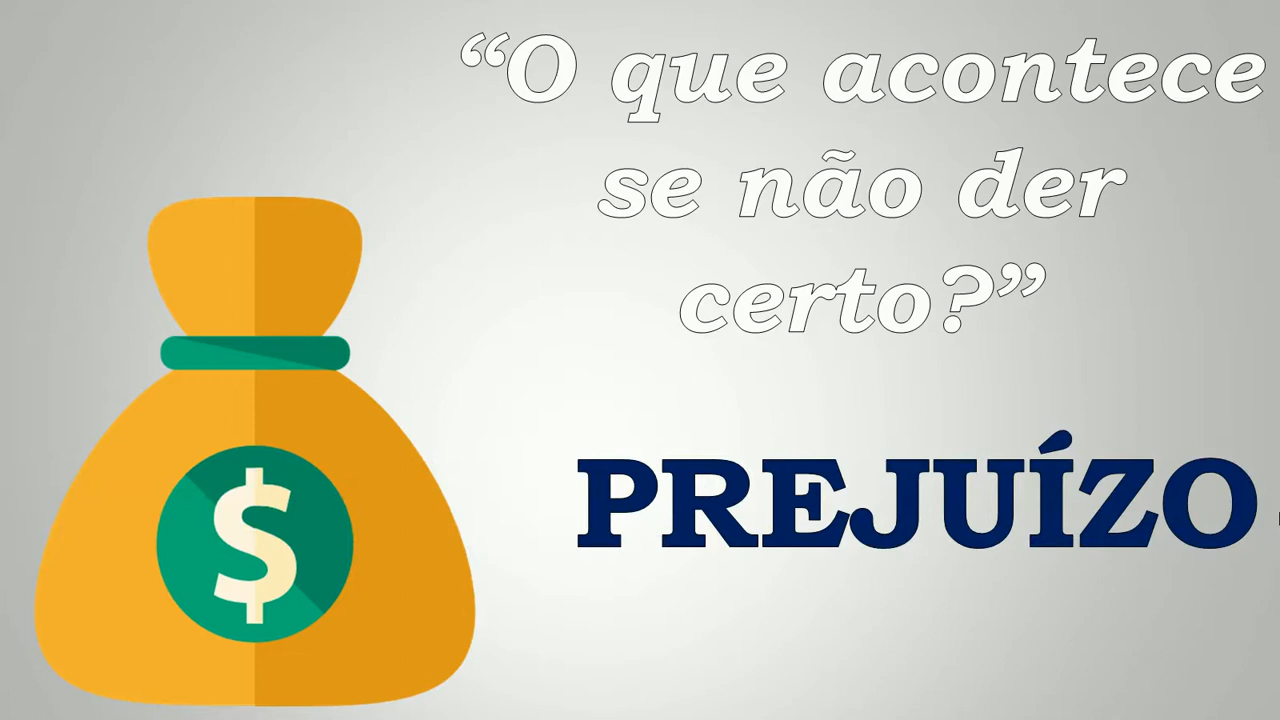 “O que acontece
se não der
certo?”
$
PREJUÍZO